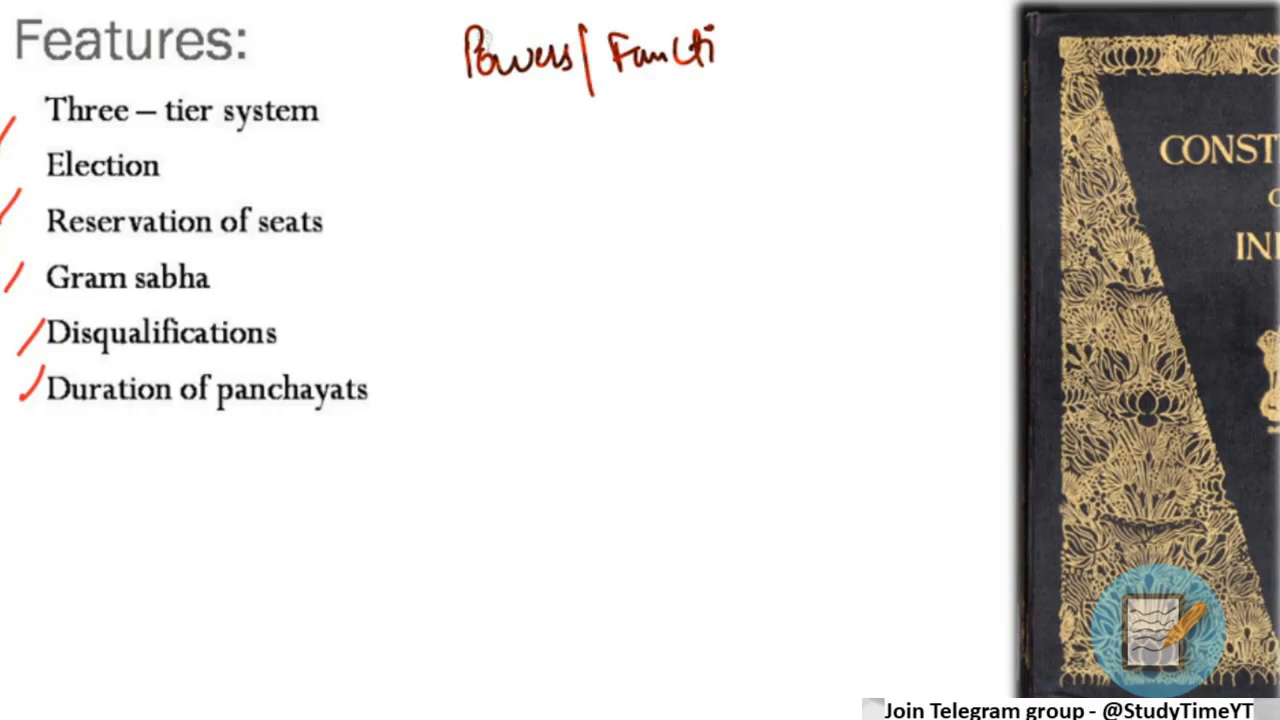 Features:
Powers/Functi
Three – tier system
Election
Reservation of seats
Gram sabha
Disqualifications
Duration of panchayats
CONST
O
IN
Join Telegram group - @StudyTimeYT